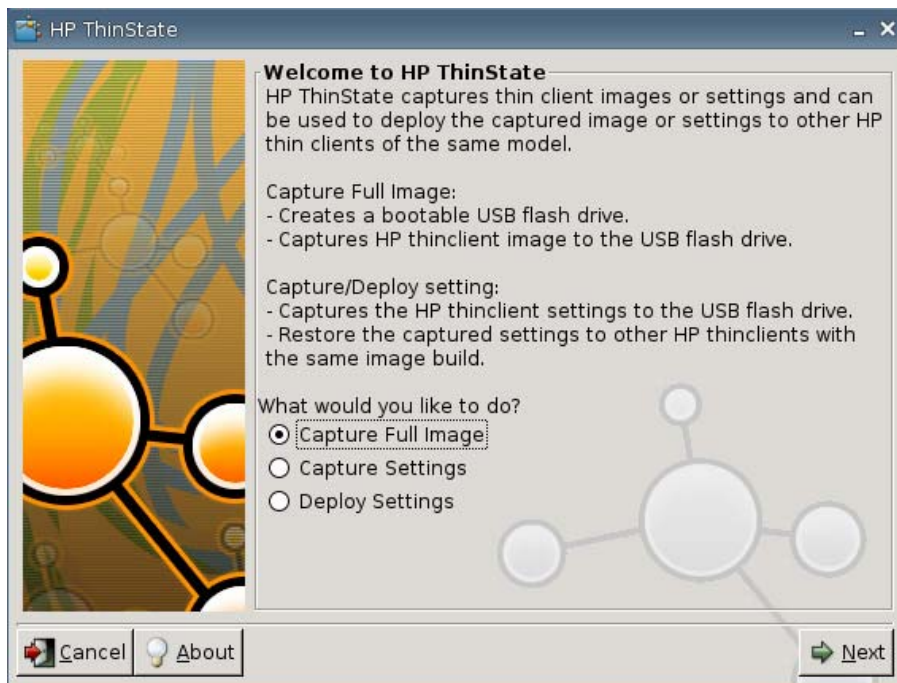 HP ThinState
Welcome to HP ThinState
HP ThinState captures thin client images or settings and can
be used to deploy the captured image or settings to other HP
thin clients of the same model.
Capture Full Image:
- Creates a bootable USB flash drive.
- Captures HP thinclient image to the USB flash drive.
Capture/Deploy setting:
- Captures the HP thinclient settings to the USB flash drive.
- Restore the captured settings to other HP thinclients with
the same image build.
What would you like to do?
Capture Full Image
Capture Settings
Deploy Settings
Cancel About Next